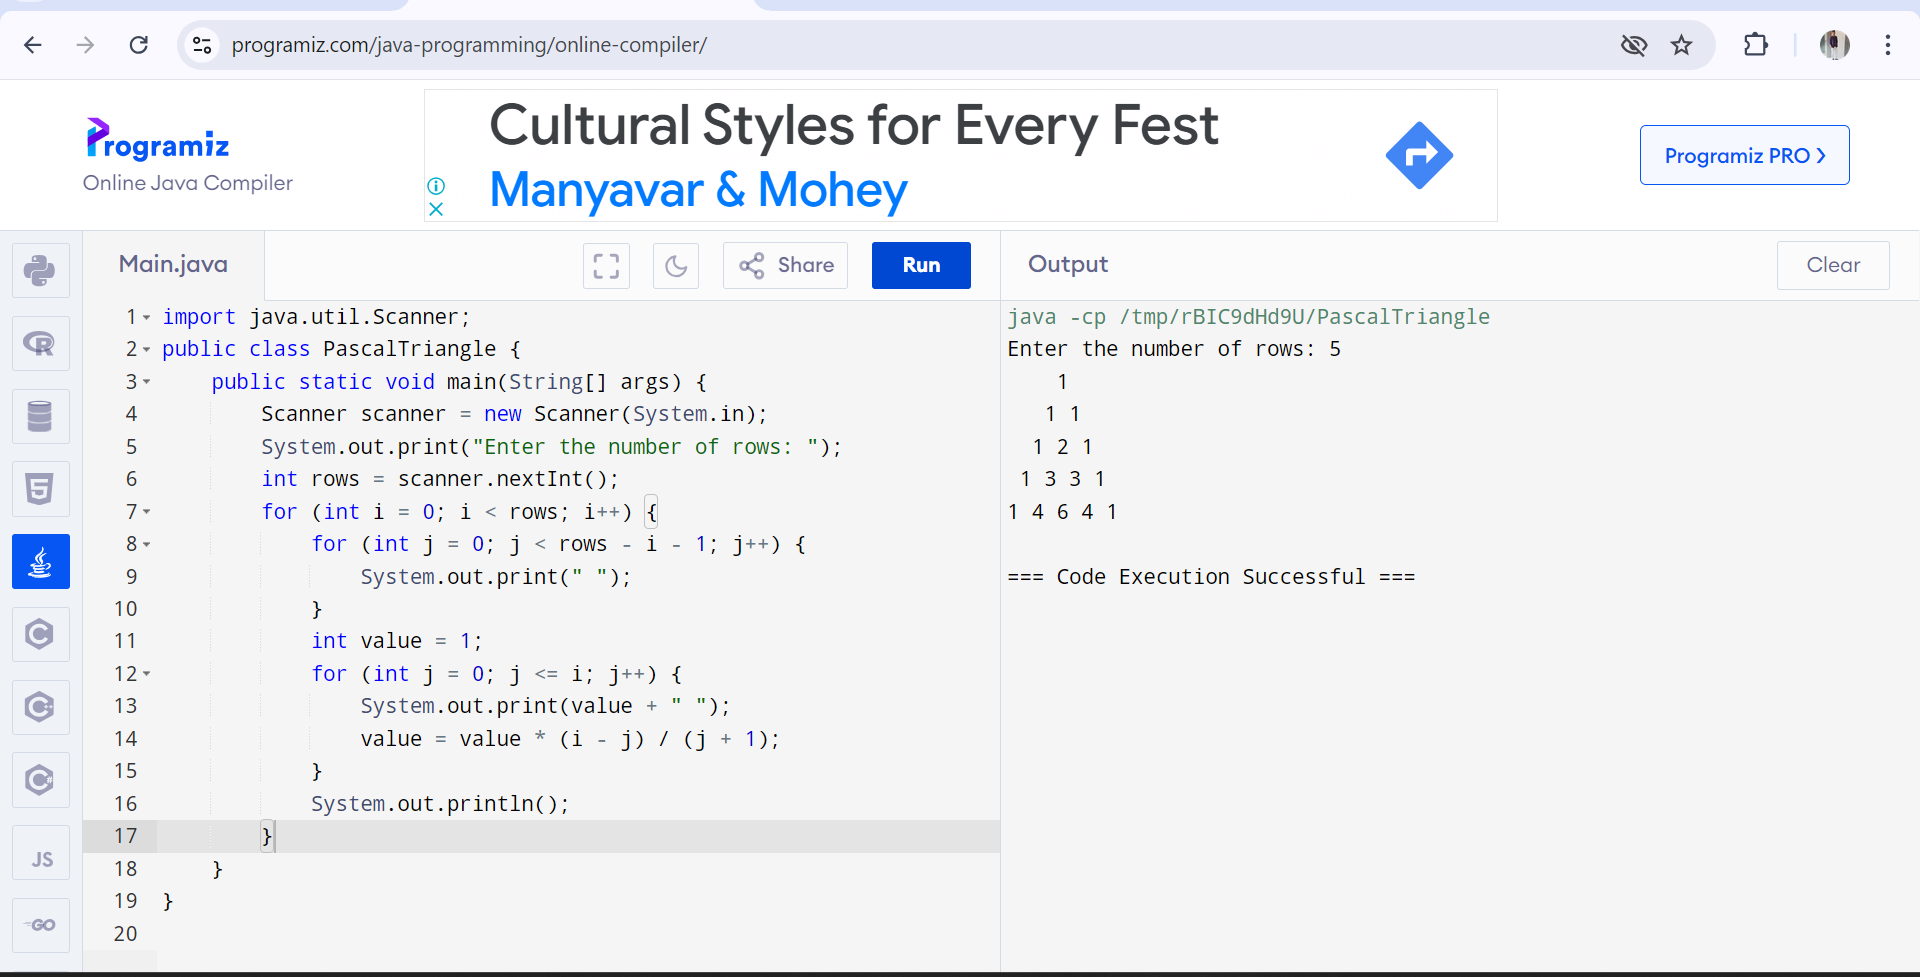 programiz.com/java-programming/online-compiler/
Programiz
Online Java Compiler
Cultural Styles for Every Fest
Manyavar & Mohey
Programiz PRO ›
Main.java
Share
Run
Output
Clear
1 import java.util.Scanner;
2 public class PascalTriangle {
3     public static void main(String[] args) {
4         Scanner scanner = new Scanner(System.in);
5         System.out.print("Enter the number of rows: ");
6         int rows = scanner.nextInt();
7         for (int i = 0; i < rows; i++) {
8             for (int j = 0; j < rows - i - 1; j++) {
9                 System.out.print(" ");
10             }
11             int value = 1;
12             for (int j = 0; j <= i; j++) {
13                 System.out.print(value + " ");
14                 value = value * (i - j) / (j + 1);
15             }
16             System.out.println();
17         }
18     }
19 }
20
java -cp /tmp/rBIC9dHd9U/PascalTriangle
Enter the number of rows: 5
    1
   1 1
  1 2 1
 1 3 3 1
1 4 6 4 1
=== Code Execution Successful ===
R
5
C
C
C#
JS
GO